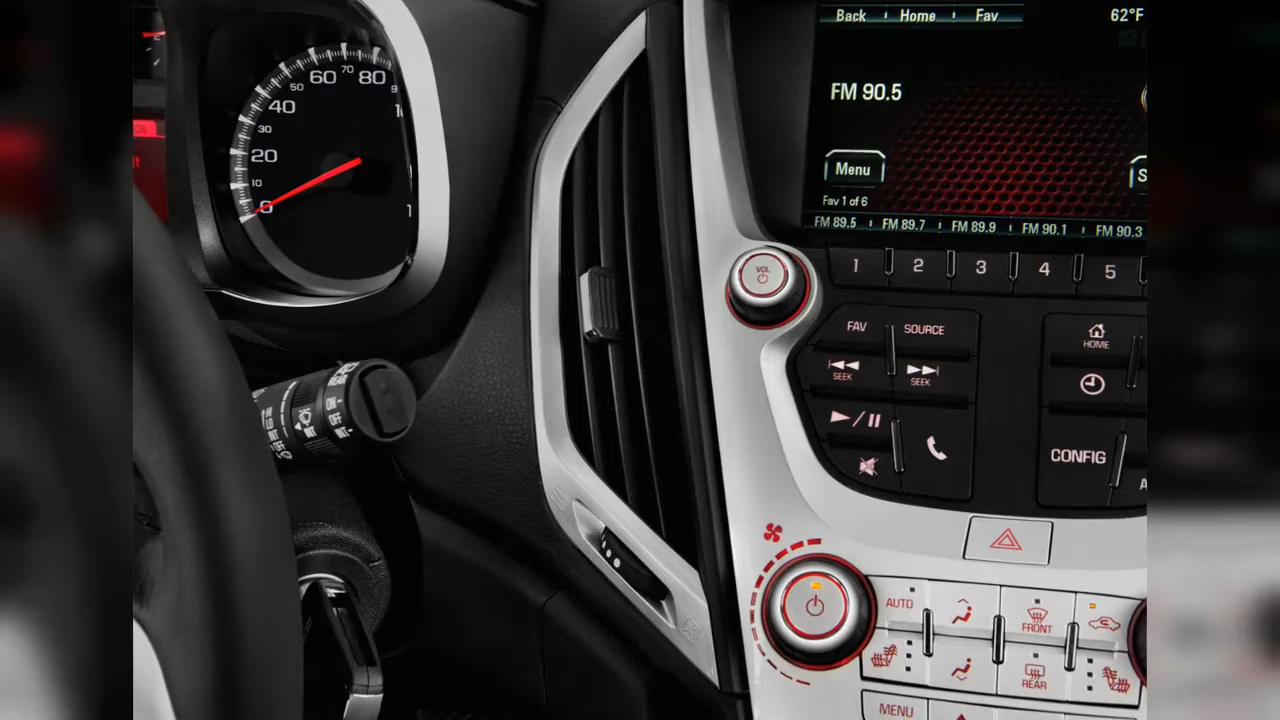 Back Home Fav 62°F
FM 90.5
Menu
Fav 1 of 6
FM 89.5 FM 89.7 FM 89.9 FM 90.1 FM 90.3
0 10 20 30 40 50 60 70 80
VOL
1 2 3 4 5
FAV SOURCE
SEEK SEEK
HOME
CONFIG
AUTO FRONT
REAR
MENU